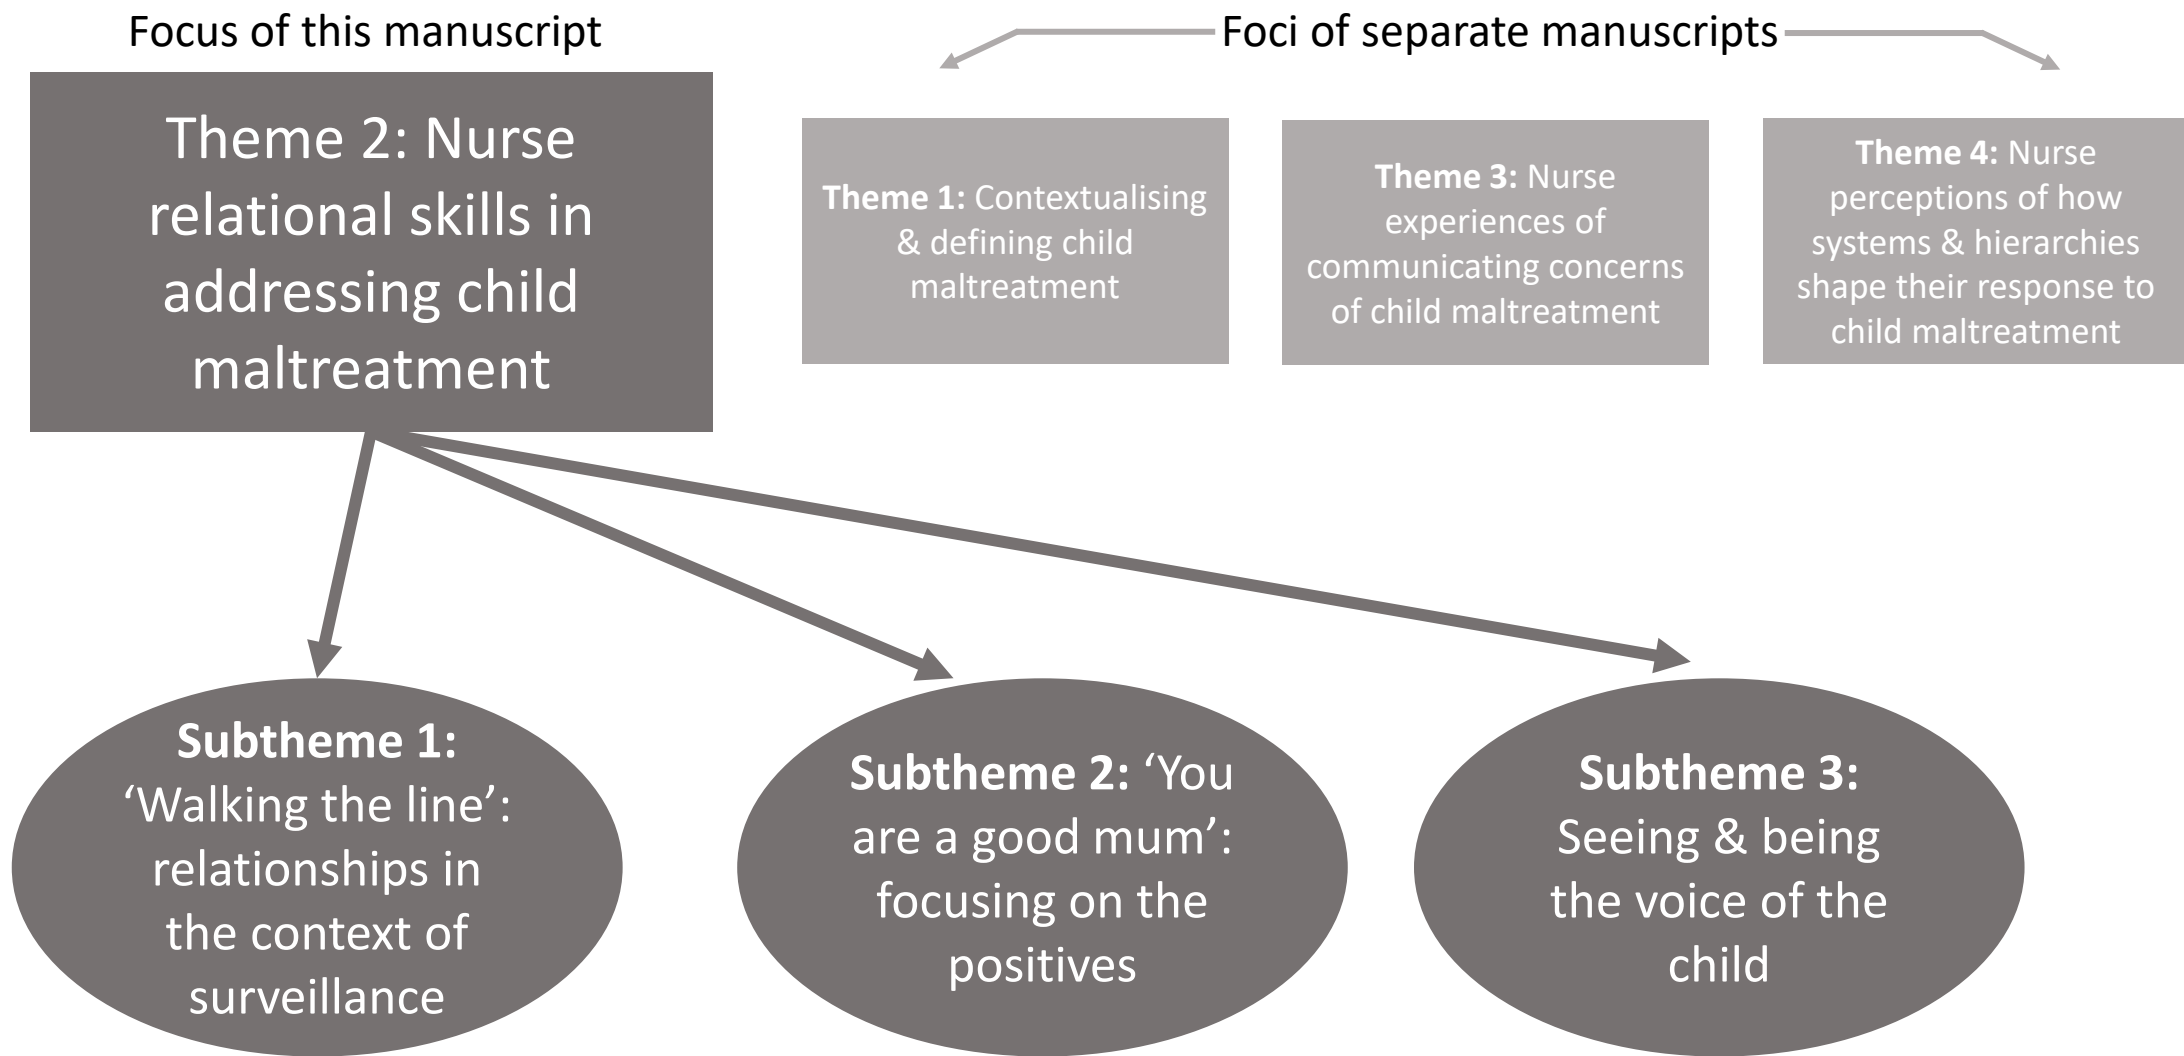 Focus of this manuscript
Theme 2: Nurse
relational skills in
addressing child
maltreatment
Foci of separate manuscripts
Theme 1: Contextualising
& defining child
maltreatment
Theme 3: Nurse
experiences of
communicating concerns
of child maltreatment
Theme 4: Nurse
perceptions of how
systems & hierarchies
shape their response to
child maltreatment
Subtheme 1:
‘Walking the line’:
relationships in
the context of
surveillance
Subtheme 2: ‘You
are a good mum’:
focusing on the
positives
Subtheme 3:
Seeing & being
the voice of the
child